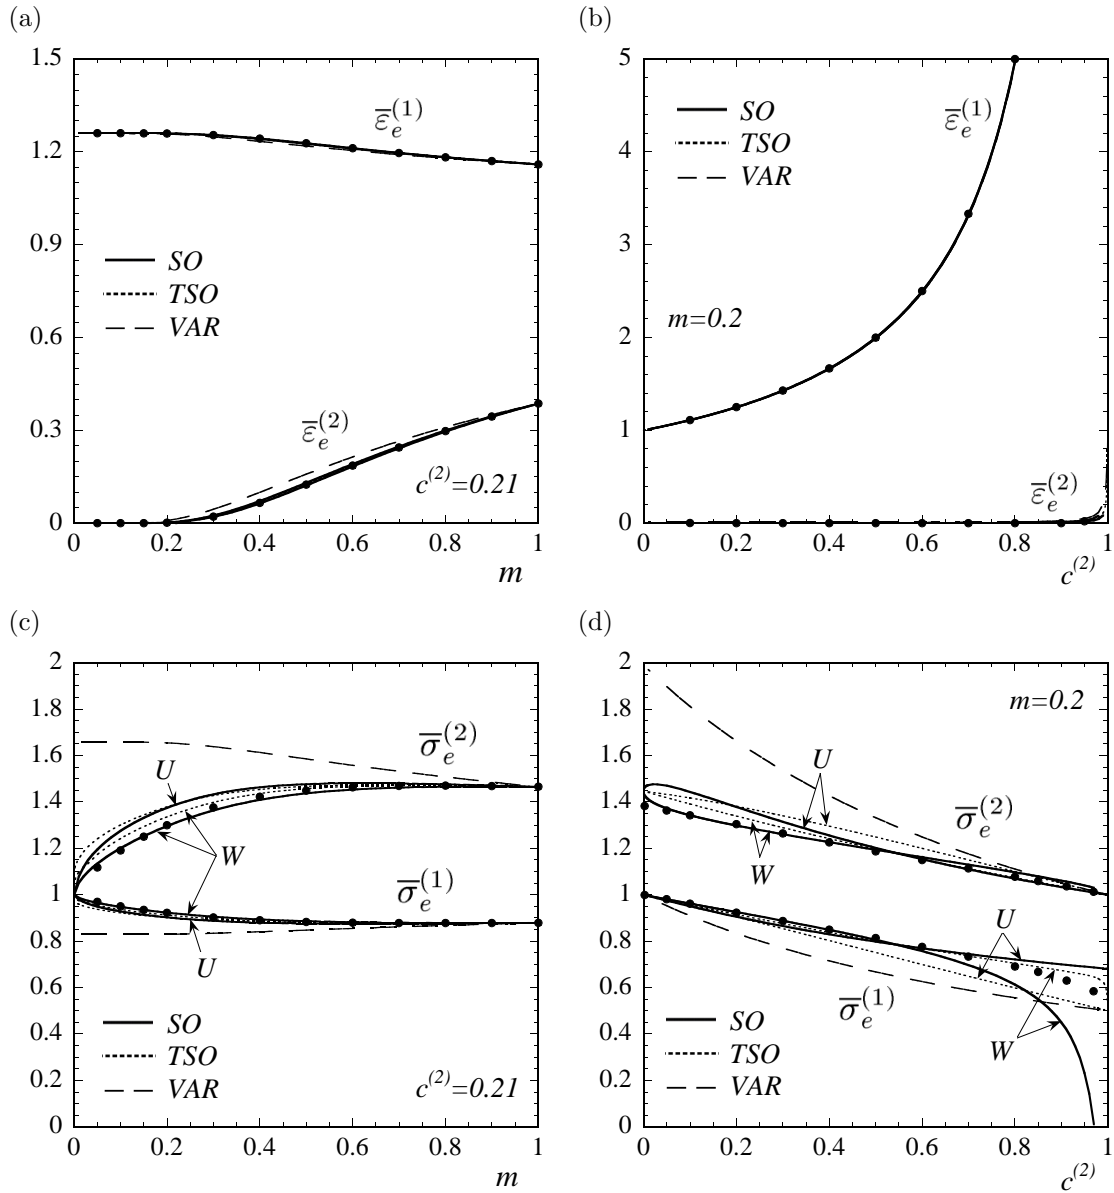 (a)
1.5
1.2
0.9
0.6
0.3
0
0 0.2 0.4 0.6 0.8 1
m
ε̅ₑ⁽¹⁾
SO
TSO
VAR
ε̅ₑ⁽²⁾
c⁽²⁾=0.21
(b)
5
4
3
2
1
0
0 0.2 0.4 0.6 0.8 1
c⁽²⁾
SO
TSO
VAR
ε̅ₑ⁽¹⁾
m=0.2
ε̅ₑ⁽²⁾
(c)
2
1.8
1.6
1.4
1.2
1
0.8
0.6
0.4
0.2
0
0 0.2 0.4 0.6 0.8 1
m
σ̅ₑ⁽²⁾
U
W
σ̅ₑ⁽¹⁾
U
SO
TSO
VAR
c⁽²⁾=0.21
(d)
2
1.8
1.6
1.4
1.2
1
0.8
0.6
0.4
0.2
0
0 0.2 0.4 0.6 0.8 1
c⁽²⁾
m=0.2
U
σ̅ₑ⁽²⁾
W
U
σ̅ₑ⁽¹⁾
W
SO
TSO
VAR